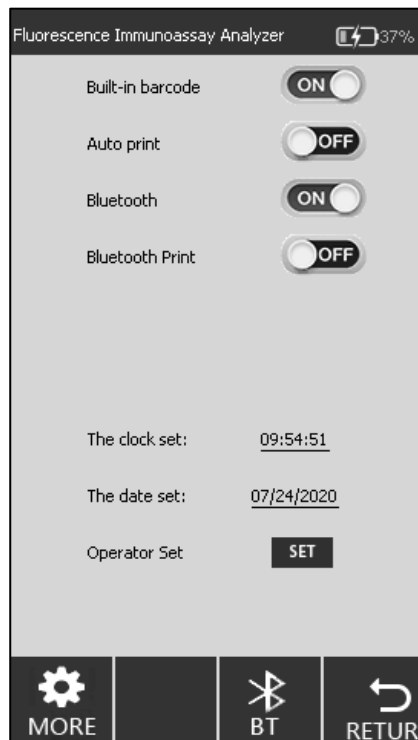 Fluorescence Immunoassay Analyzer 37%
Built-in barcode ON
Auto print OFF
Bluetooth ON
Bluetooth Print OFF
The clock set: 09:54:51
The date set: 07/24/2020
Operator Set SET
MORE BT RETUR